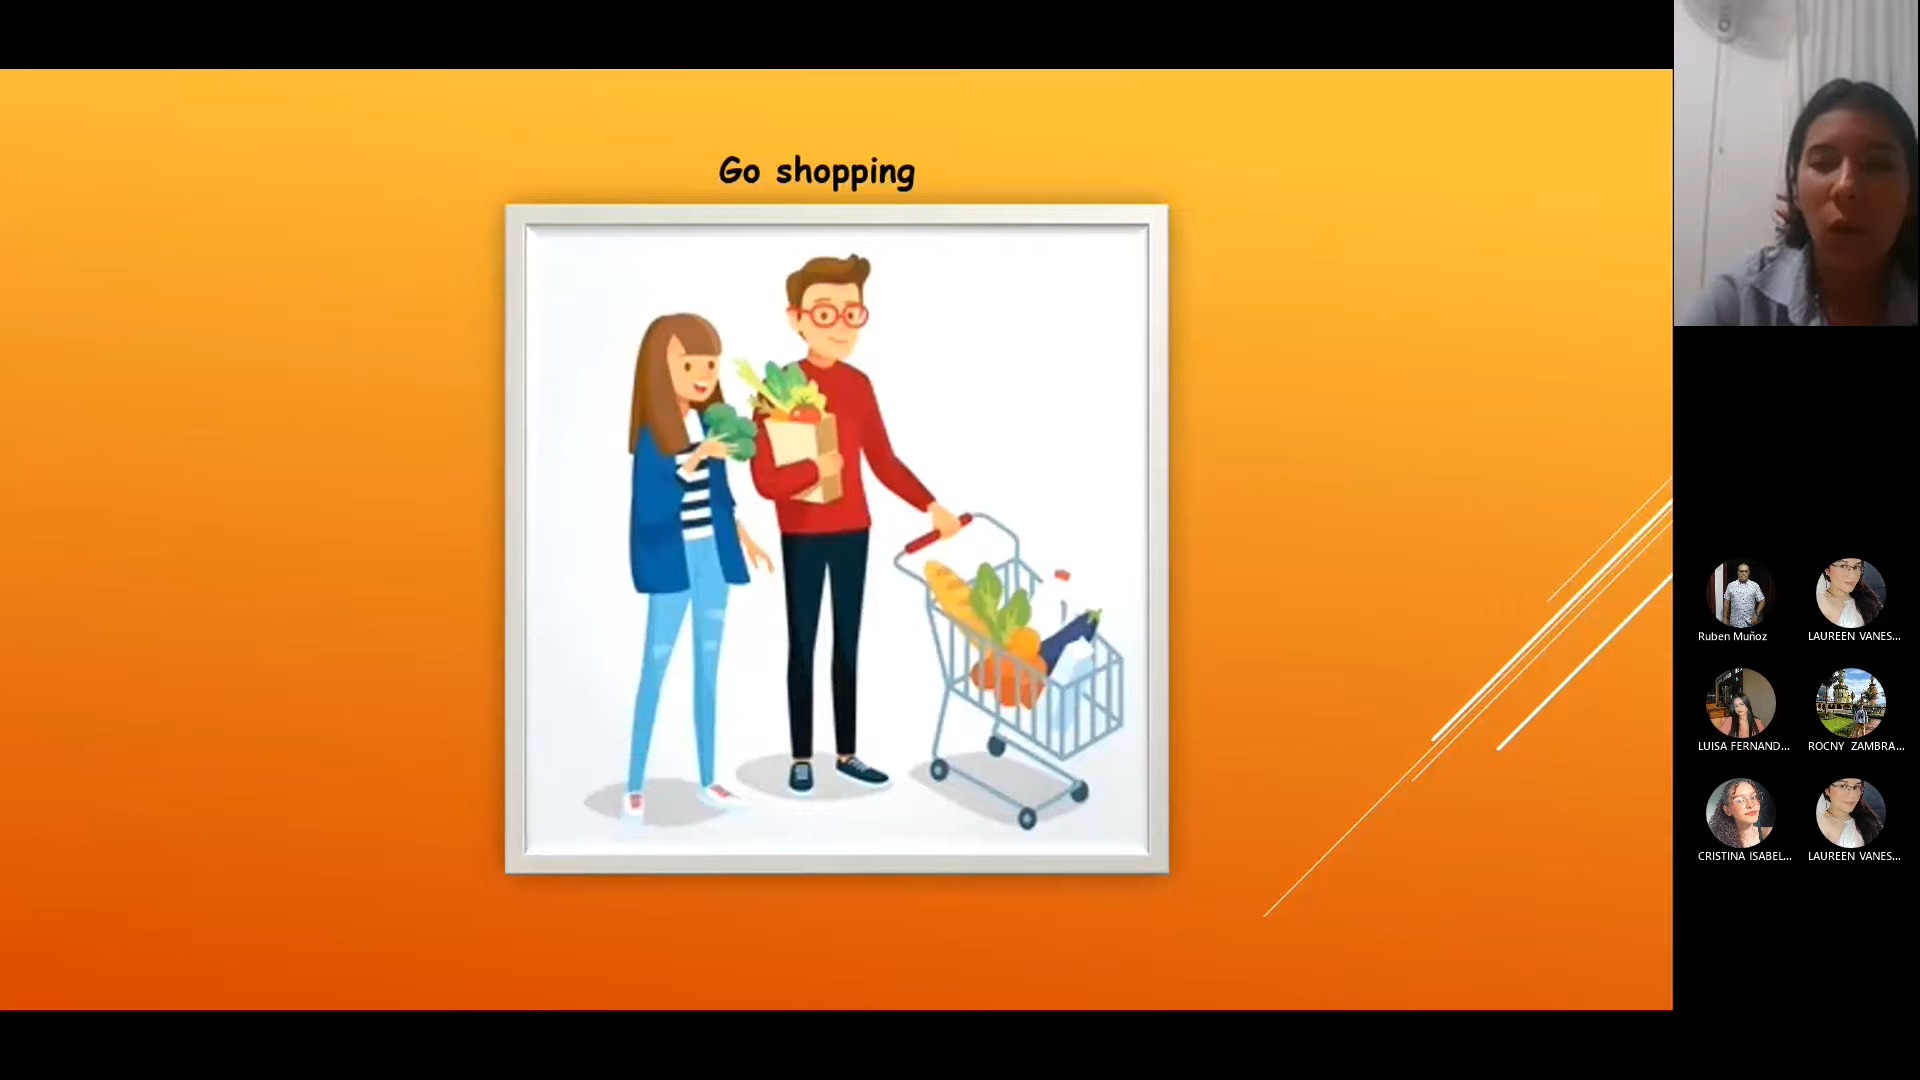 Go shopping
Ruben Muñoz
LAUREEN VANES...
LUISA FERNAND...
ROCNY ZAMBRA...
CRISTINA ISABEL...
LAUREEN VANES...